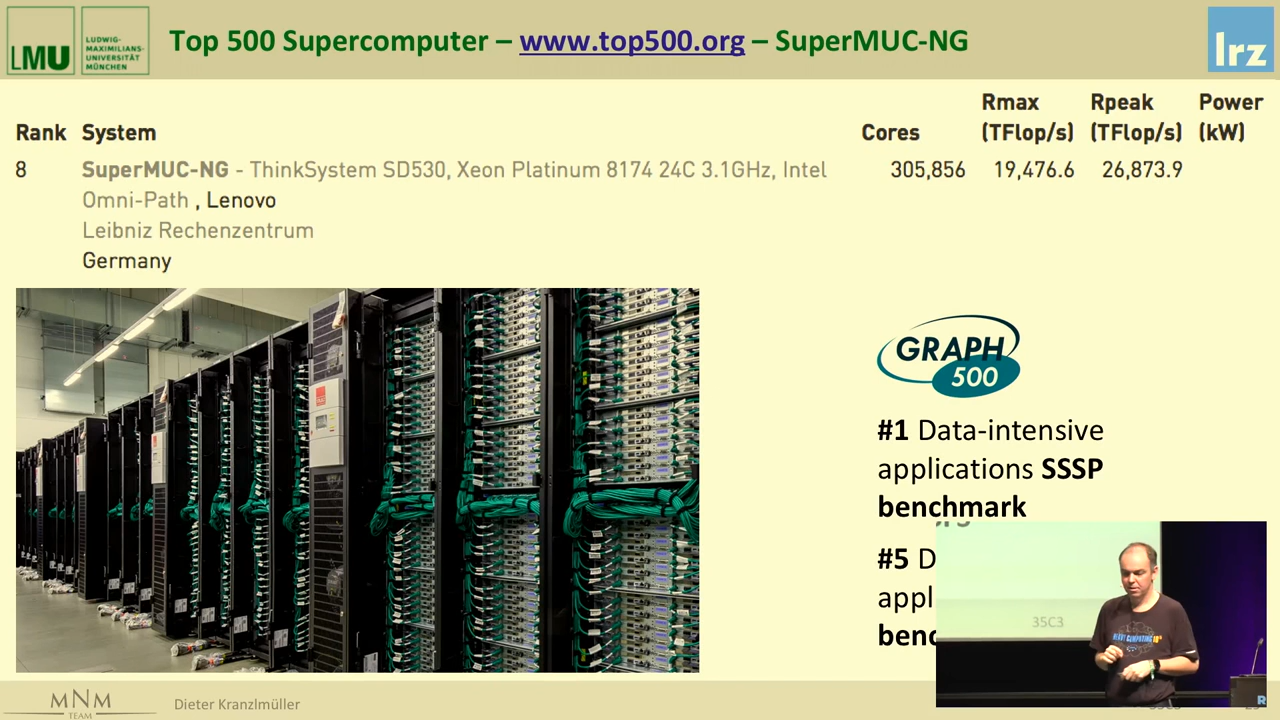 LMU
LUDWIG-
MAXIMILIANS-
UNIVERSITÄT
MÜNCHEN
Top 500 Supercomputer – www.top500.org – SuperMUC-NG
lrz
Rank System Cores Rmax (TFlop/s) Rpeak (TFlop/s) Power (kW)
8 SuperMUC-NG - ThinkSystem SD530, Xeon Platinum 8174 24C 3.1GHz, Intel 305,856 19,476.6 26,873.9
Omni-Path , Lenovo
Leibniz Rechenzentrum
Germany
GRAPH
500
#1 Data-intensive
applications SSSP
benchmark
#5 D
appl
benc
35C3
MNM
TEAM
Dieter Kranzlmüller